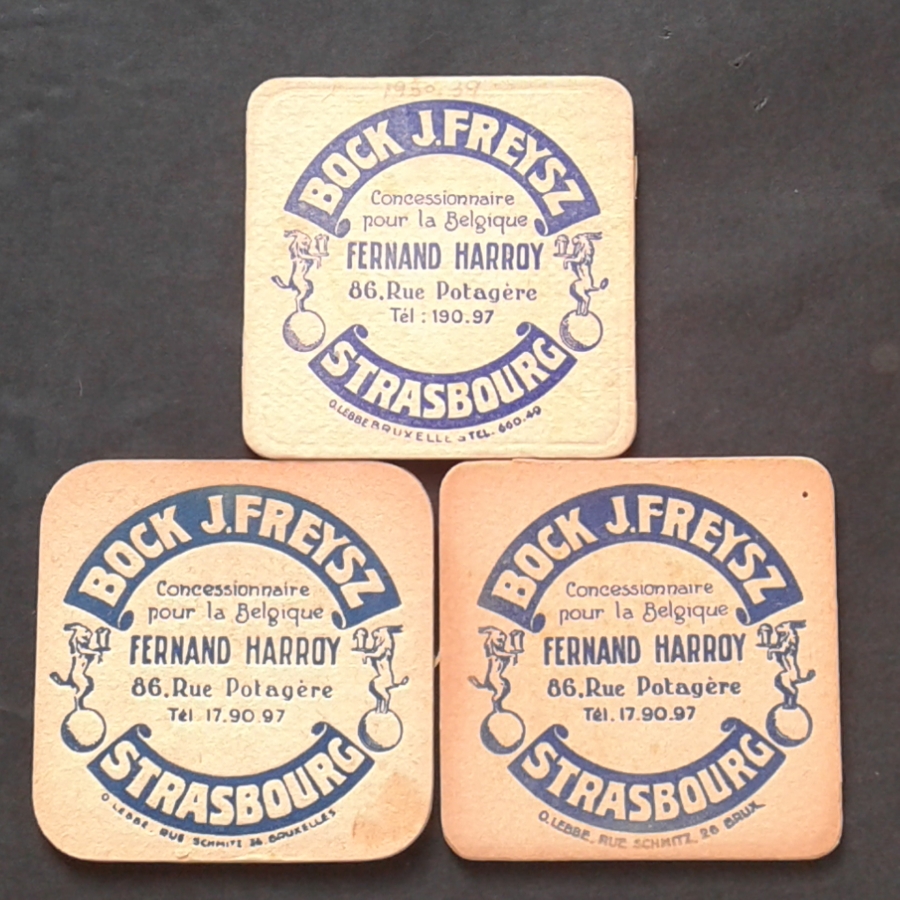 1930.39
BOCK J.FREYSZ
Concessionnaire
pour la Belgique
FERNAND HARROY
86,Rue Potagère
Tél : 190.97
STRASBOURG
O.LEBBE BRUXELLES TEL. 660.49
BOCK J.FREYSZ
Concessionnaire
pour la Belgique
FERNAND HARROY
86,Rue Potagère
Tél. 17.90.97
STRASBOURG
O. LEBBE. RUE SCHMITZ 26. BRUXELLES
BOCK J.FREYSZ
Concessionnaire
pour la Belgique
FERNAND HARROY
86,Rue Potagère
Tél. 17.90.97
STRASBOURG
O.LEBBE. RUE SCHMITZ. 26 BRUX.